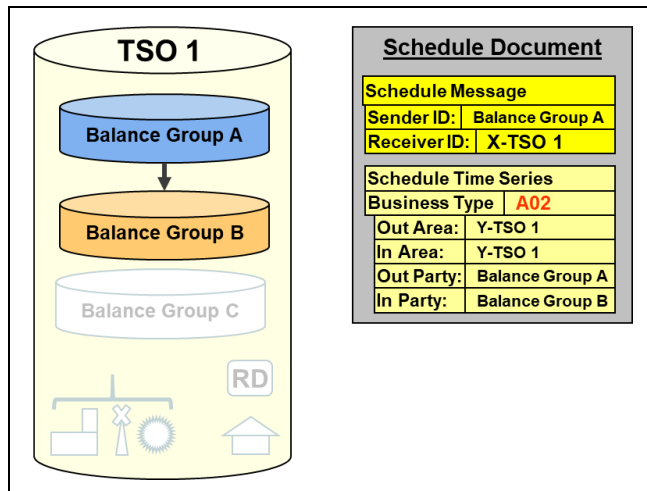 TSO 1
Balance Group A
Balance Group B
Balance Group C
RD
Schedule Document
Schedule Message
Sender ID: Balance Group A
Receiver ID: X-TSO 1
Schedule Time Series
Business Type A02
Out Area: Y-TSO 1
In Area: Y-TSO 1
Out Party: Balance Group A
In Party: Balance Group B